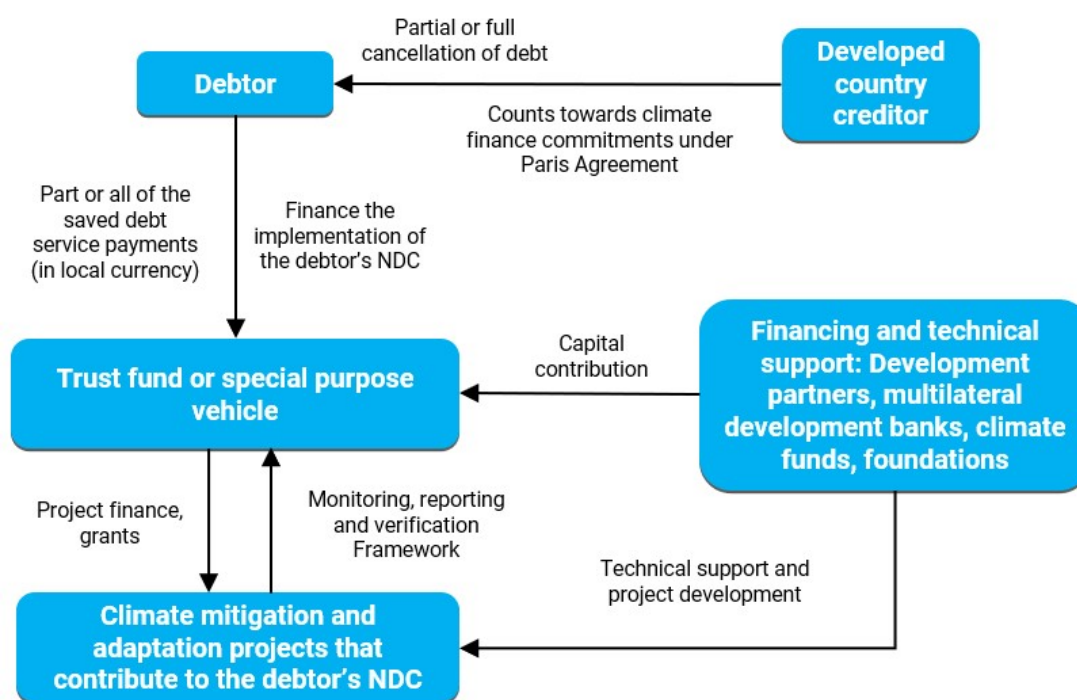 Partial or full
cancellation of debt
Debtor
Developed
country
creditor
Counts towards climate
finance commitments under
Paris Agreement
Part or all of the
saved debt
service payments
(in local currency)
Finance the
implementation of
the debtor’s NDC
Trust fund or special purpose
vehicle
Capital
contribution
Financing and technical
support: Development
partners, multilateral
development banks, climate
funds, foundations
Project finance,
grants
Monitoring, reporting
and verification
Framework
Technical support and
project development
Climate mitigation and
adaptation projects that
contribute to the debtor’s NDC